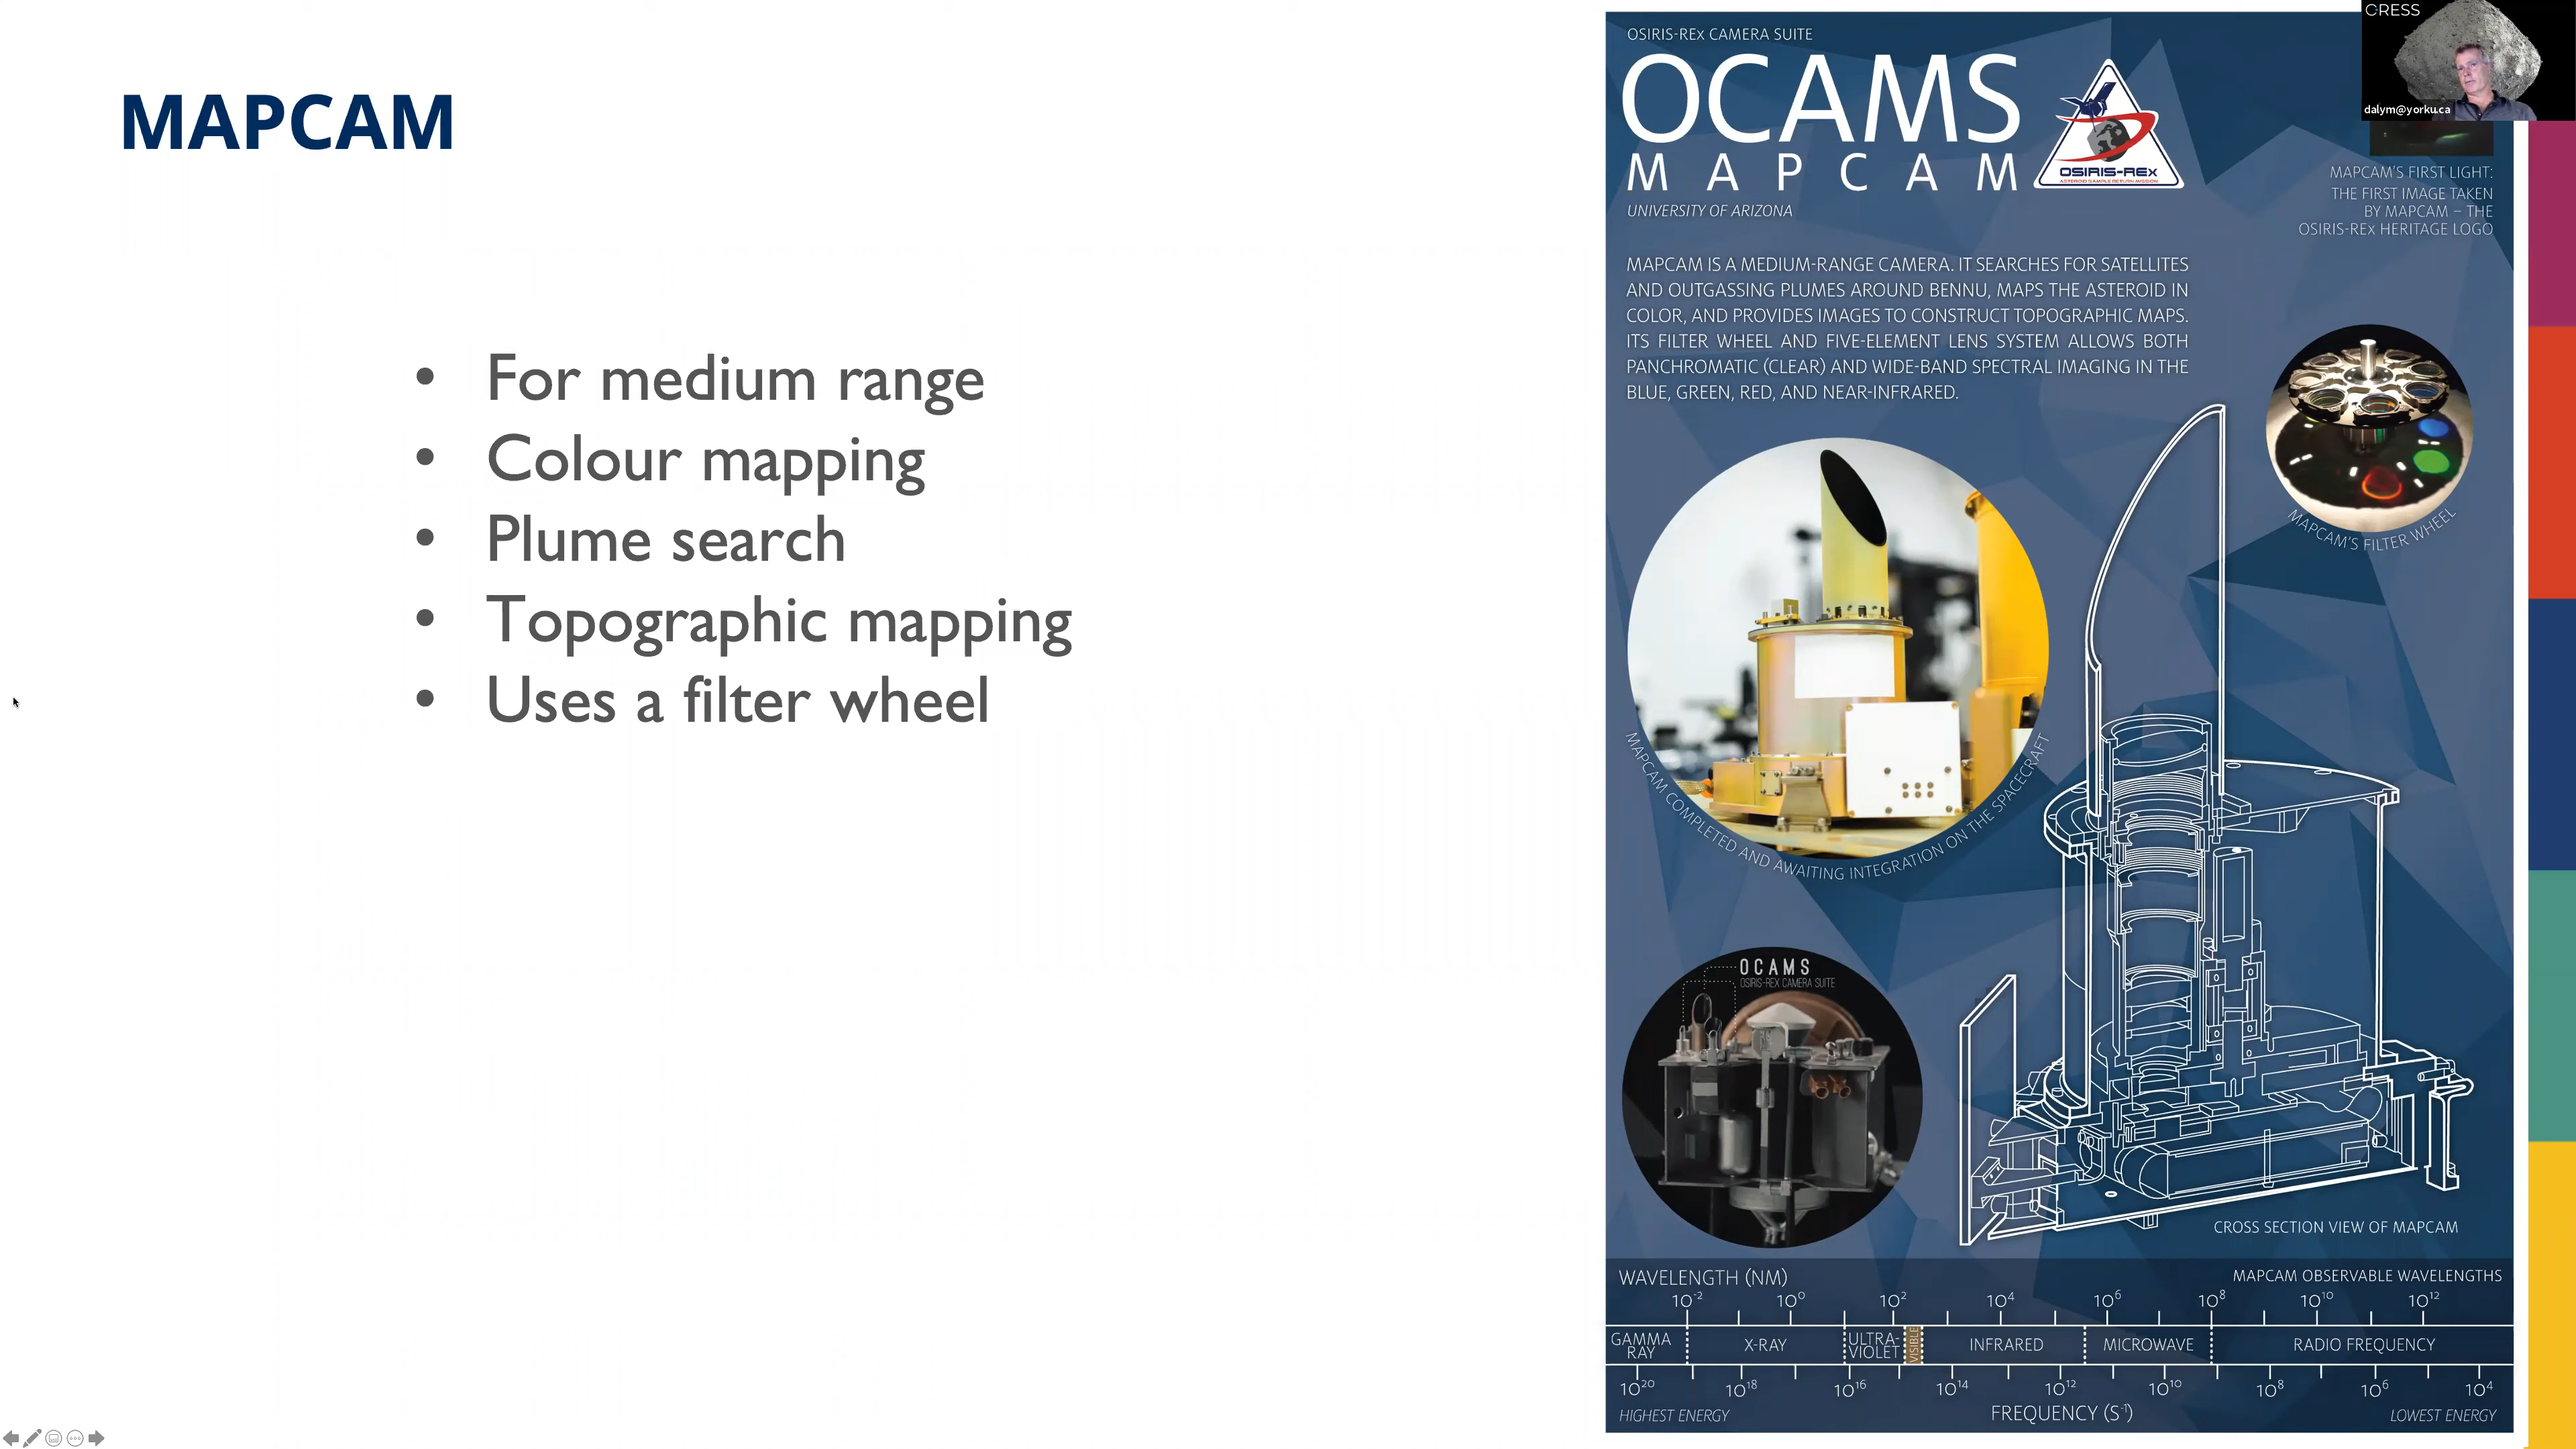 MAPCAM
• For medium range
• Colour mapping
• Plume search
• Topographic mapping
• Uses a filter wheel
OSIRIS-REx CAMERA SUITE
OCAMS
MAPCAM
UNIVERSITY OF ARIZONA
OSIRIS-REx
ASTEROID SAMPLE RETURN MISSION
CRESS
dalym@yorku.ca
MAPCAM'S FIRST LIGHT:
THE FIRST IMAGE TAKEN
BY MAPCAM – THE
OSIRIS-REx HERITAGE LOGO
MAPCAM IS A MEDIUM-RANGE CAMERA. IT SEARCHES FOR SATELLITES
AND OUTGASSING PLUMES AROUND BENNU, MAPS THE ASTEROID IN
COLOR, AND PROVIDES IMAGES TO CONSTRUCT TOPOGRAPHIC MAPS.
ITS FILTER WHEEL AND FIVE-ELEMENT LENS SYSTEM ALLOWS BOTH
PANCHROMATIC (CLEAR) AND WIDE-BAND SPECTRAL IMAGING IN THE
BLUE, GREEN, RED, AND NEAR-INFRARED.
MAPCAM'S FILTER WHEEL
MAPCAM COMPLETED AND AWAITING INTEGRATION ON THE SPACECRAFT
OCAMS
OSIRIS-REX CAMERA SUITE
CROSS SECTION VIEW OF MAPCAM
WAVELENGTH (NM)
MAPCAM OBSERVABLE WAVELENGTHS
10⁻² 10⁰ 10² 10⁴ 10⁶ 10⁸ 10¹⁰ 10¹²
GAMMA RAY X-RAY ULTRA-VIOLET VISIBLE INFRARED MICROWAVE RADIO FREQUENCY
10²⁰ 10¹⁸ 10¹⁶ 10¹⁴ 10¹² 10¹⁰ 10⁸ 10⁶ 10⁴
HIGHEST ENERGY
FREQUENCY (S⁻¹)
LOWEST ENERGY